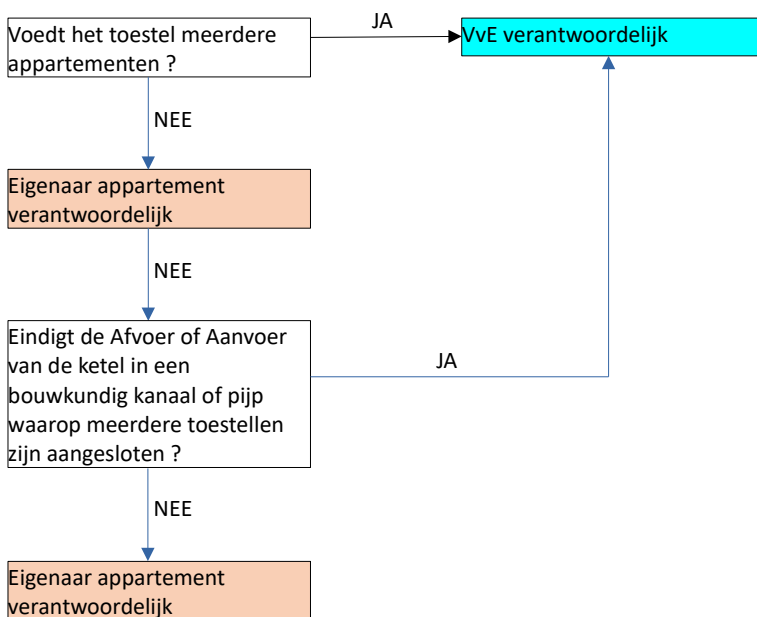 Voedt het toestel meerdere
appartementen ?
JA
VvE verantwoordelijk
NEE
Eigenaar appartement
verantwoordelijk
NEE
Eindigt de Afvoer of Aanvoer
van de ketel in een
bouwkundig kanaal of pijp
waarop meerdere toestellen
zijn aangesloten ?
JA
NEE
Eigenaar appartement
verantwoordelijk